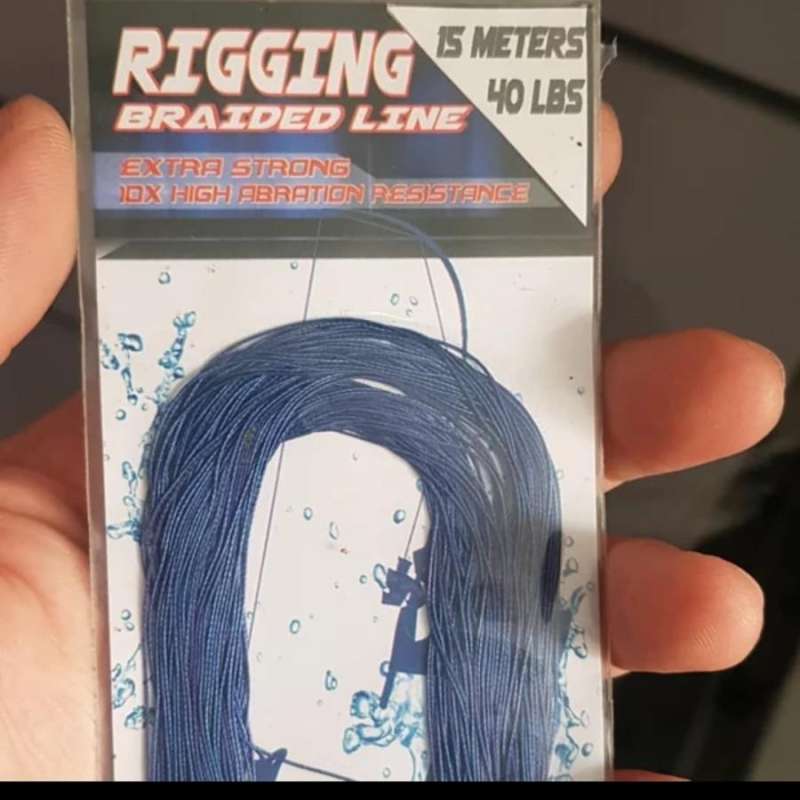 RIGGING
BRAIDED LINE
15 METERS
40 LBS
EXTRA STRONG
10X HIGH ABRATION RESISTANCE